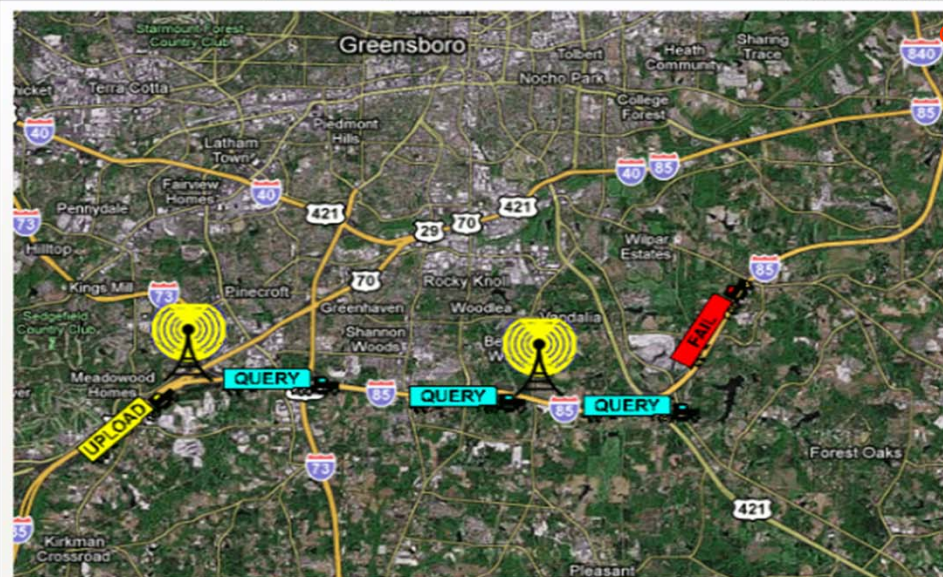 Starmount Forest
Country Club
Greensboro
Tolbert
Heath
Community
Sharing
Trace
840
Terra Cotta
Nocho Park
College
Forest
85
40
Piedmont
Hills
Latham
Town
40
85
Fairview
Homes
40
Pennydale
421
421
70
29
73
Hilltop
Wilpar
Estates
85
70
Rocky Knoll
Kings Mill
73
Pinecroft
Greenhaven
Woodlea
Vandalia
Sedgefield
Country Club
Shannon
Woods
FAIL
Meadowood
Homes
QUERY
85
QUERY
85
QUERY
UPLOAD
73
Forest Oaks
421
85
Kirkman
Crossroad
Pleasant